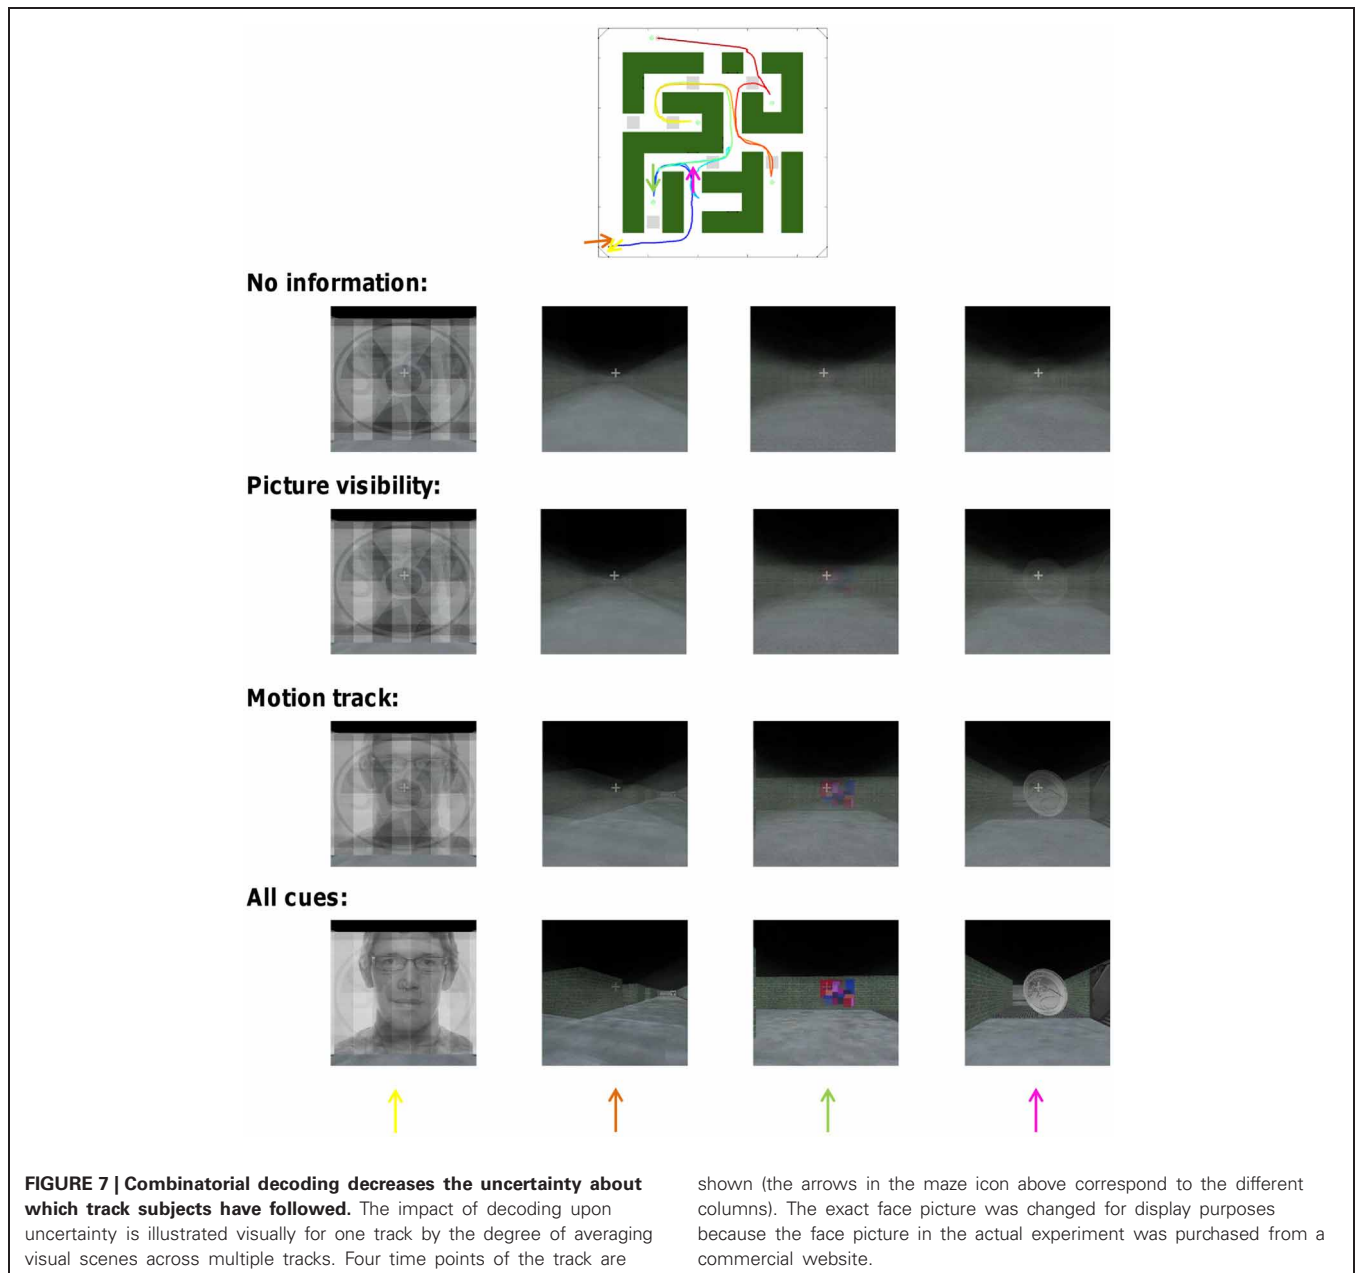 No information:
Picture visibility:
Motion track:
All cues:
FIGURE 7 | Combinatorial decoding decreases the uncertainty about
which track subjects have followed. The impact of decoding upon
uncertainty is illustrated visually for one track by the degree of averaging
visual scenes across multiple tracks. Four time points of the track are
shown (the arrows in the maze icon above correspond to the different
columns). The exact face picture was changed for display purposes
because the face picture in the actual experiment was purchased from a
commercial website.